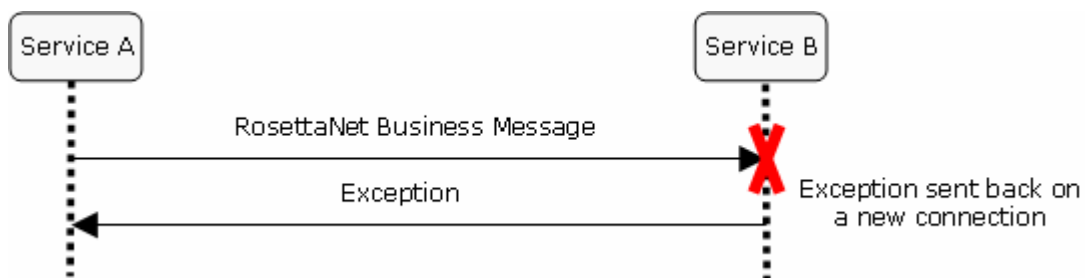 Service A
Service B
RosettaNet Business Message
Exception
Exception sent back on
a new connection